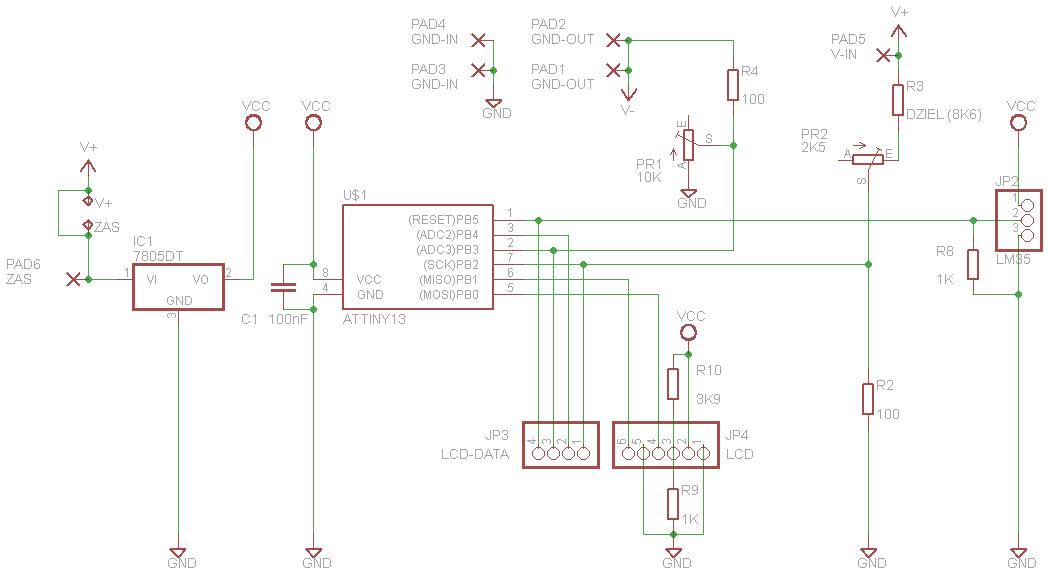 V+
PAD4
GND-IN
PAD2
GND-OUT
PAD5
V-IN
PAD3
GND-IN
PAD1
GND-OUT
R4
100
R3
DZIEL (8K6)
GND
V-
VCC
VCC
VCC
E
S
A
PR1
10K
GND
PR2
2K5
A
E
S
V+
V+
ZAS
PAD6
ZAS
IC1
7805DT
1
VI
VO
2
GND
3
C1
100nF
U$1
8
VCC
4
GND
(RESET)PB5
1
(ADC2)PB4
3
(ADC3)PB3
2
(SCK)PB2
7
(MISO)PB1
6
(MOSI)PB0
5
ATTINY13
JP2
1
2
3
LM35
R8
1K
VCC
R10
3K9
R2
100
JP3
LCD-DATA
4
3
2
1
6
5
4
3
2
1
JP4
LCD
R9
1K
GND
GND
GND
GND
GND